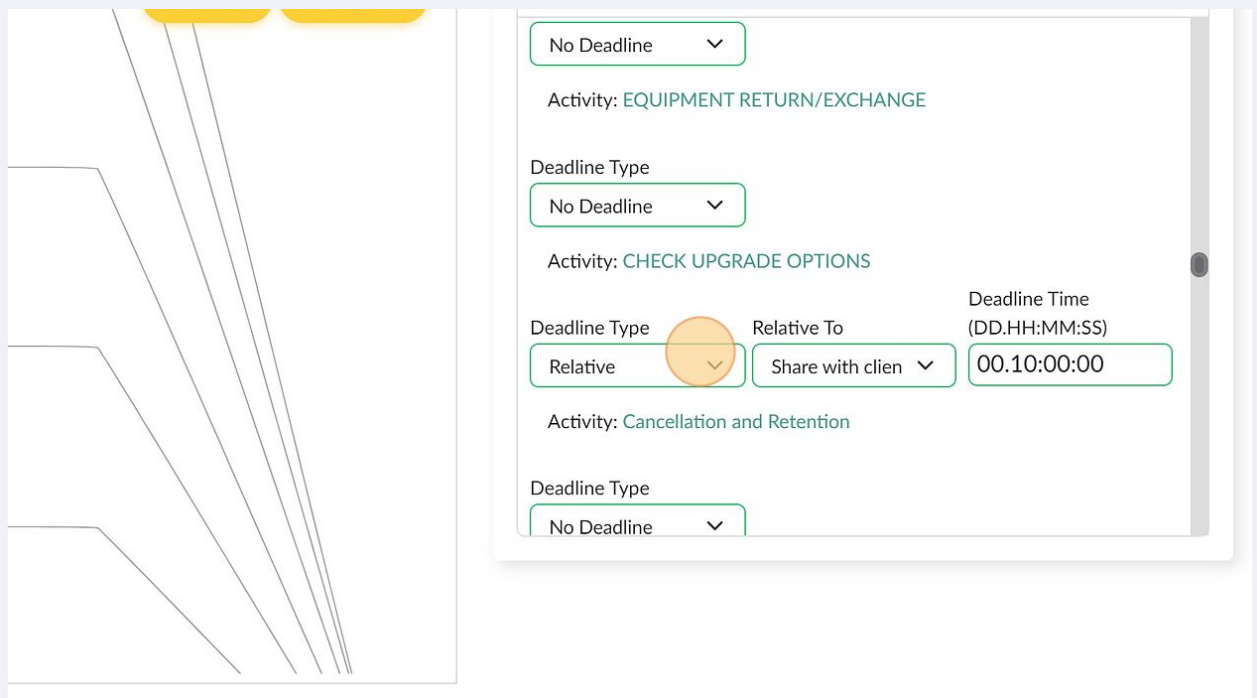 No Deadline
Activity: EQUIPMENT RETURN/EXCHANGE
Deadline Type
No Deadline
Activity: CHECK UPGRADE OPTIONS
Deadline Time
Deadline Type Relative To (DD.HH:MM:SS)
Relative Share with clien 00.10:00:00
Activity: Cancellation and Retention
Deadline Type
No Deadline